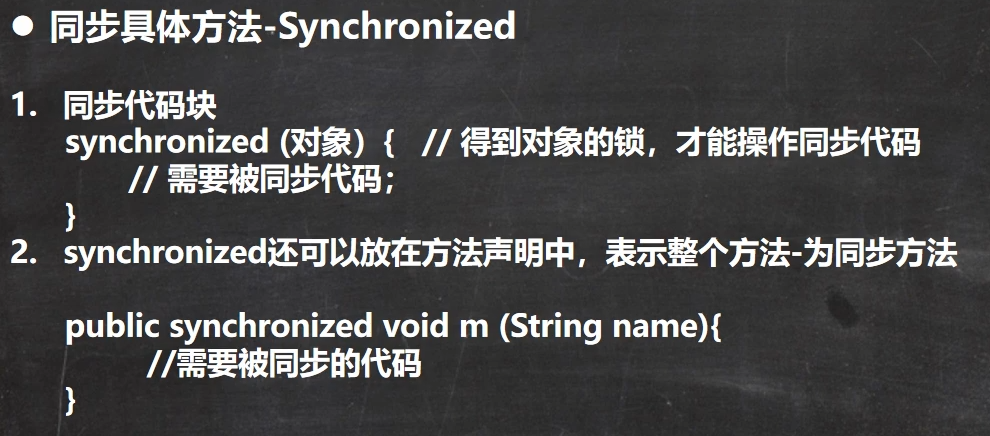 ● 同步具体方法-Synchronized
1. 同步代码块
synchronized (对象) { // 得到对象的锁，才能操作同步代码
// 需要被同步代码；
}
2. synchronized还可以放在方法声明中，表示整个方法-为同步方法
public synchronized void m (String name){
//需要被同步的代码
}